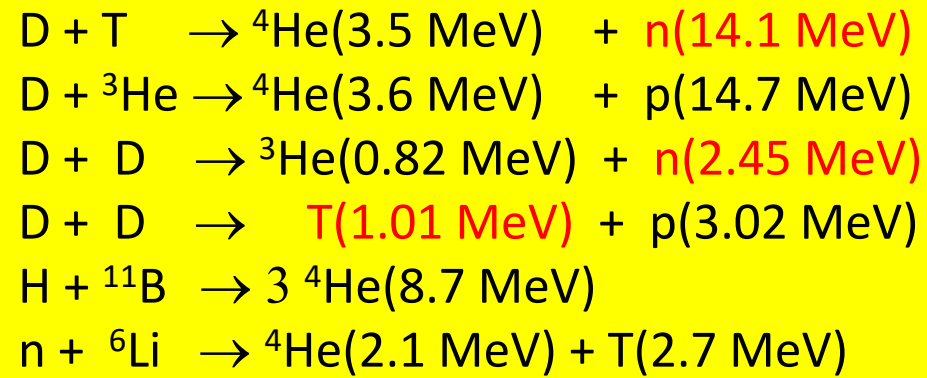 D + T → ⁴He(3.5 MeV) + n(14.1 MeV)
D + ³He → ⁴He(3.6 MeV) + p(14.7 MeV)
D + D → ³He(0.82 MeV) + n(2.45 MeV)
D + D → T(1.01 MeV) + p(3.02 MeV)
H + ¹¹B → 3 ⁴He(8.7 MeV)
n + ⁶Li → ⁴He(2.1 MeV) + T(2.7 MeV)